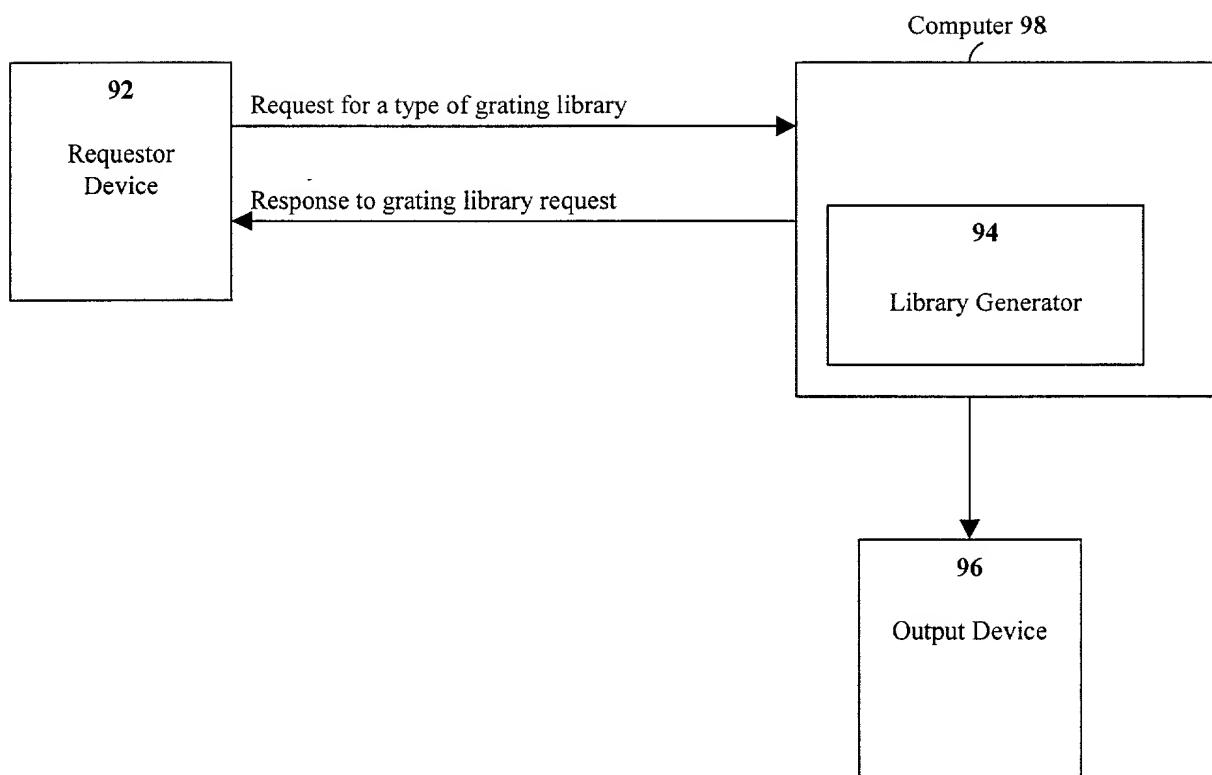 Computer 98
92
Requestor
Device
Request for a type of grating library
Response to grating library request
94
Library Generator
96
Output Device